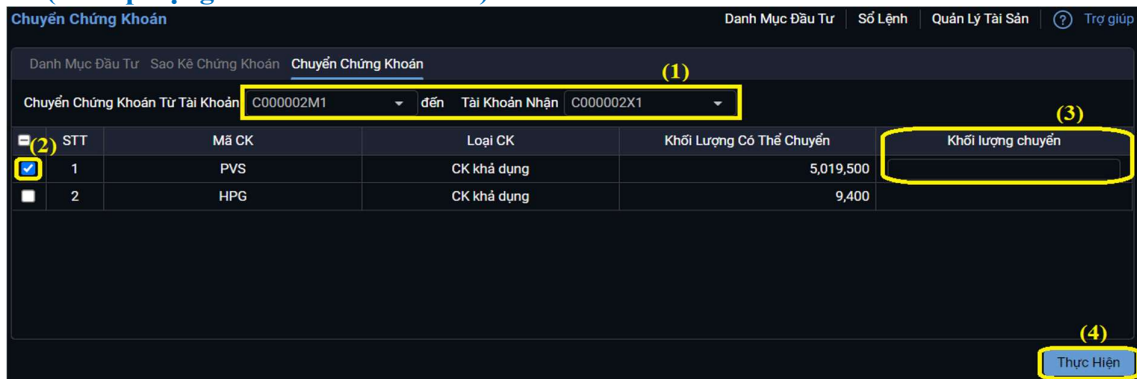 Chuyển Chứng Khoán Danh Mục Đầu Tư Sổ Lệnh Quản Lý Tài Sản ? Trợ giúp
Danh Mục Đầu Tư Sao Kê Chứng Khoán Chuyển Chứng Khoán
(1)
Chuyển Chứng Khoán Từ Tài Khoản C000002M1 đến Tài Khoản Nhận C000002X1
(3)
(2) STT Mã CK Loại CK Khối Lượng Có Thể Chuyển Khối lượng chuyển
1 PVS CK khả dụng 5,019,500
2 HPG CK khả dụng 9,400
(4)
Thực Hiện